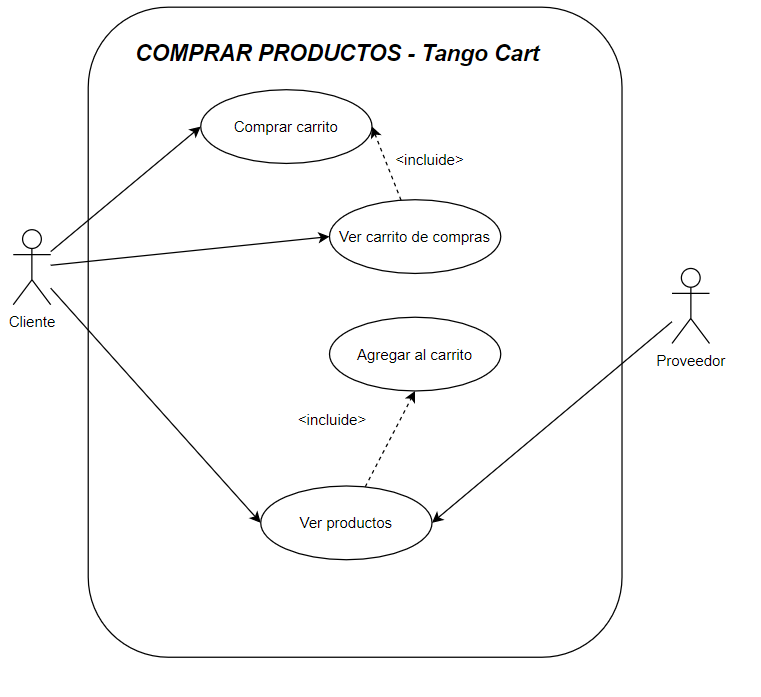 COMPRAR PRODUCTOS - Tango Cart
Comprar carrito
<incluide>
Ver carrito de compras
Cliente
Agregar al carrito
Proveedor
<incluide>
Ver productos